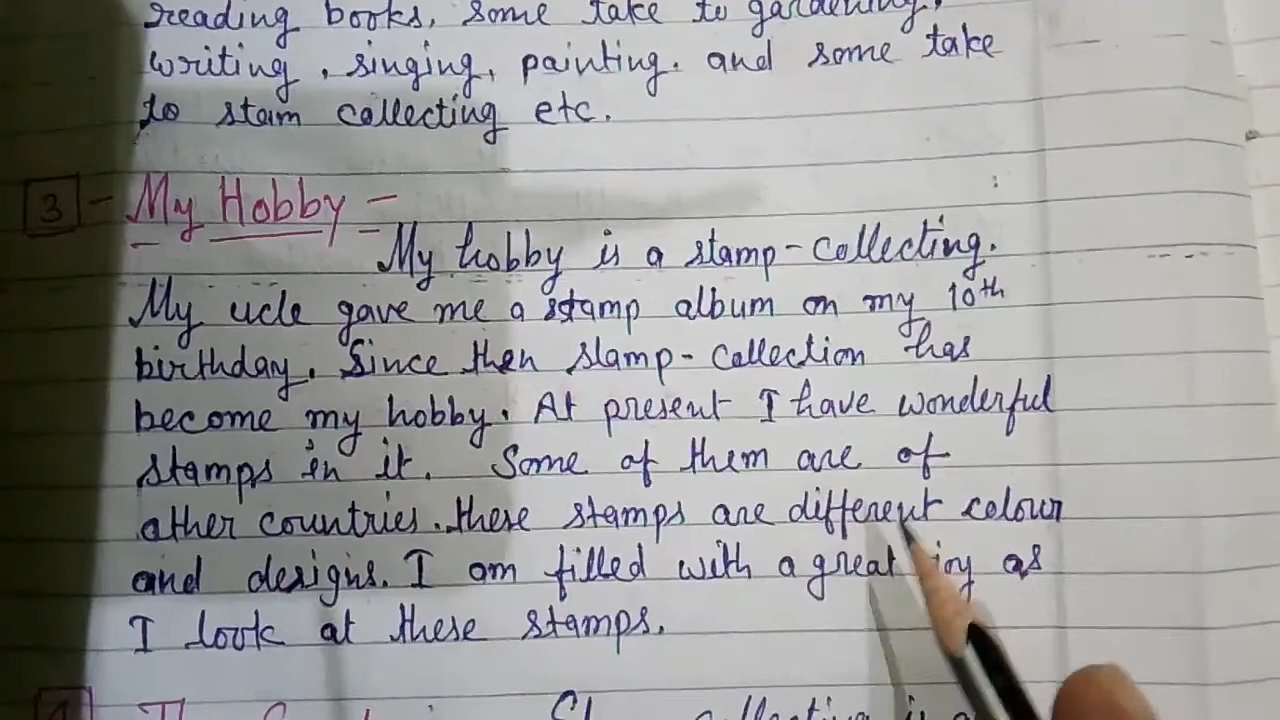 reading books, some take to gardening,
writing, singing, painting. and some take
to stam collecting etc.
3 - My Hobby -
My hobby is a stamp-collecting.
My ucle gave me a stamp album on my 10th
birthday. Since then stamp-collection has
become my hobby. At present I have wonderful
stamps in it. Some of them are of
other countries. these stamps are different colour
and designs. I am filled with a great joy as
I look at these stamps.